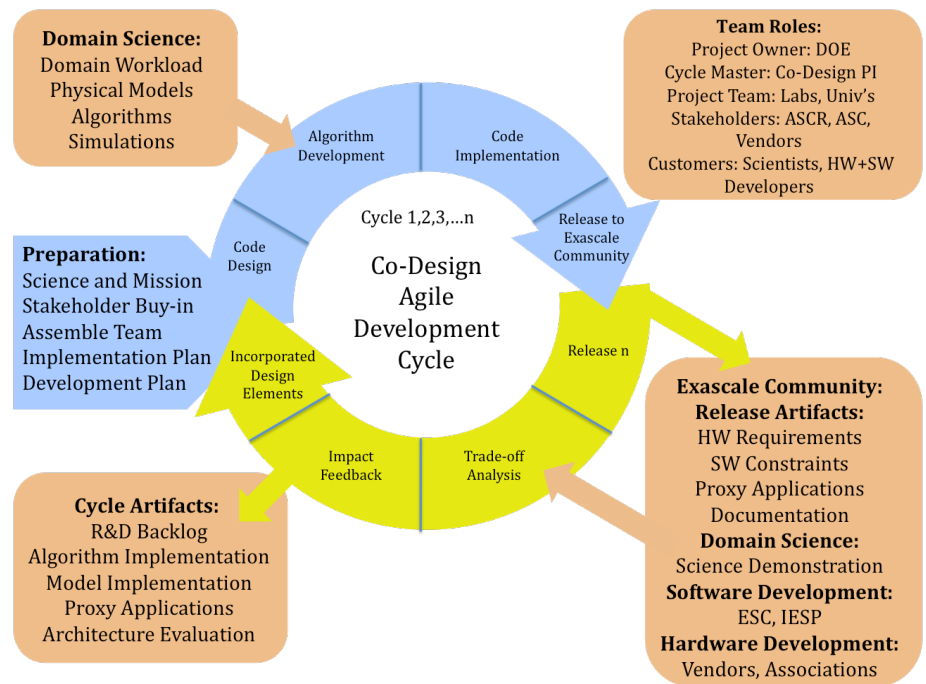 Domain Science:
Domain Workload
Physical Models
Algorithms
Simulations
Team Roles:
Project Owner: DOE
Cycle Master: Co-Design PI
Project Team: Labs, Univ's
Stakeholders: ASCR, ASC,
Vendors
Customers: Scientists, HW+SW
Developers
Algorithm
Development
Code
Implementation
Release to
Exascale
Community
Code
Design
Cycle 1,2,3,...n
Co-Design
Agile
Development
Cycle
Preparation:
Science and Mission
Stakeholder Buy-in
Assemble Team
Implementation Plan
Development Plan
Incorporated
Design
Elements
Release n
Impact
Feedback
Trade-off
Analysis
Exascale Community:
Release Artifacts:
HW Requirements
SW Constraints
Proxy Applications
Documentation
Domain Science:
Science Demonstration
Software Development:
ESC, IESP
Hardware Development:
Vendors, Associations
Cycle Artifacts:
R&D Backlog
Algorithm Implementation
Model Implementation
Proxy Applications
Architecture Evaluation